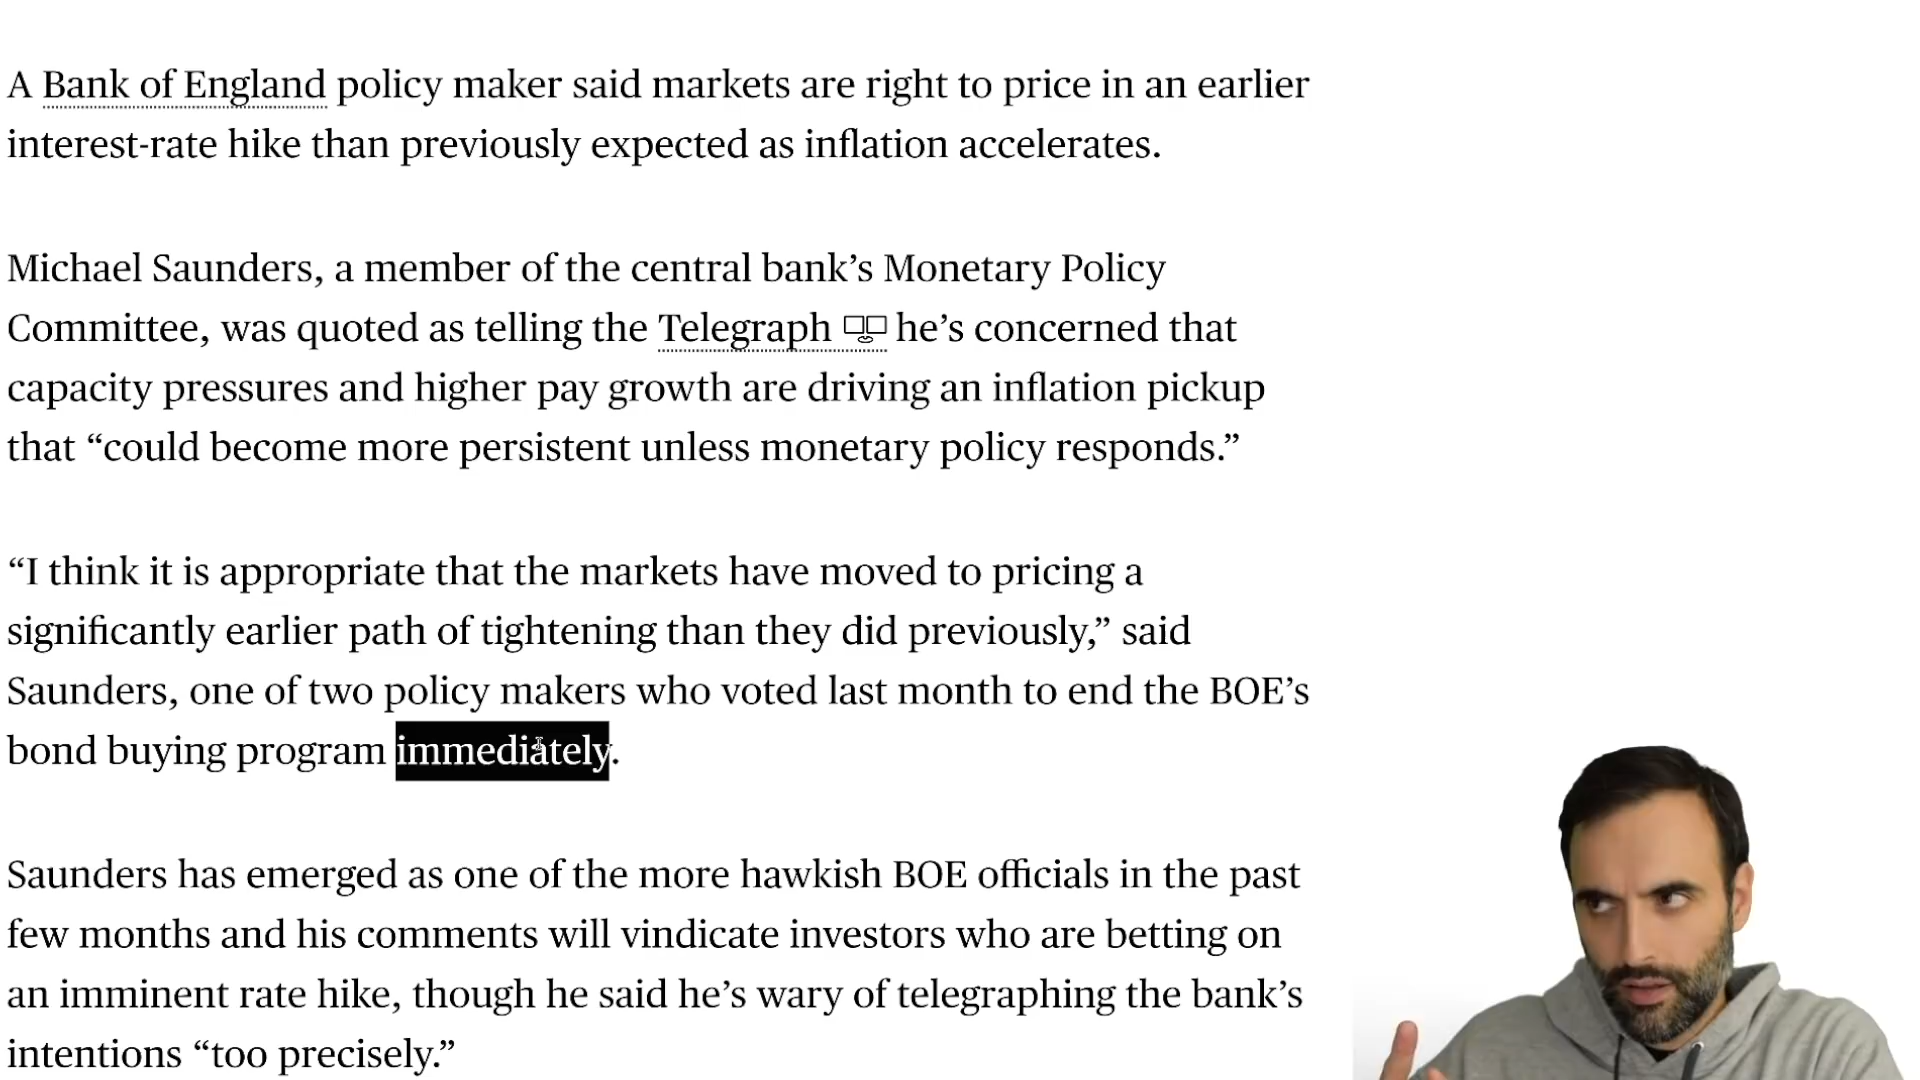 A Bank of England policy maker said markets are right to price in an earlier
interest-rate hike than previously expected as inflation accelerates.
Michael Saunders, a member of the central bank’s Monetary Policy
Committee, was quoted as telling the Telegraph he’s concerned that
capacity pressures and higher pay growth are driving an inflation pickup
that “could become more persistent unless monetary policy responds.”
“I think it is appropriate that the markets have moved to pricing a
significantly earlier path of tightening than they did previously,” said
Saunders, one of two policy makers who voted last month to end the BOE’s
bond buying program immediately.
Saunders has emerged as one of the more hawkish BOE officials in the past
few months and his comments will vindicate investors who are betting on
an imminent rate hike, though he said he’s wary of telegraphing the bank’s
intentions “too precisely.”